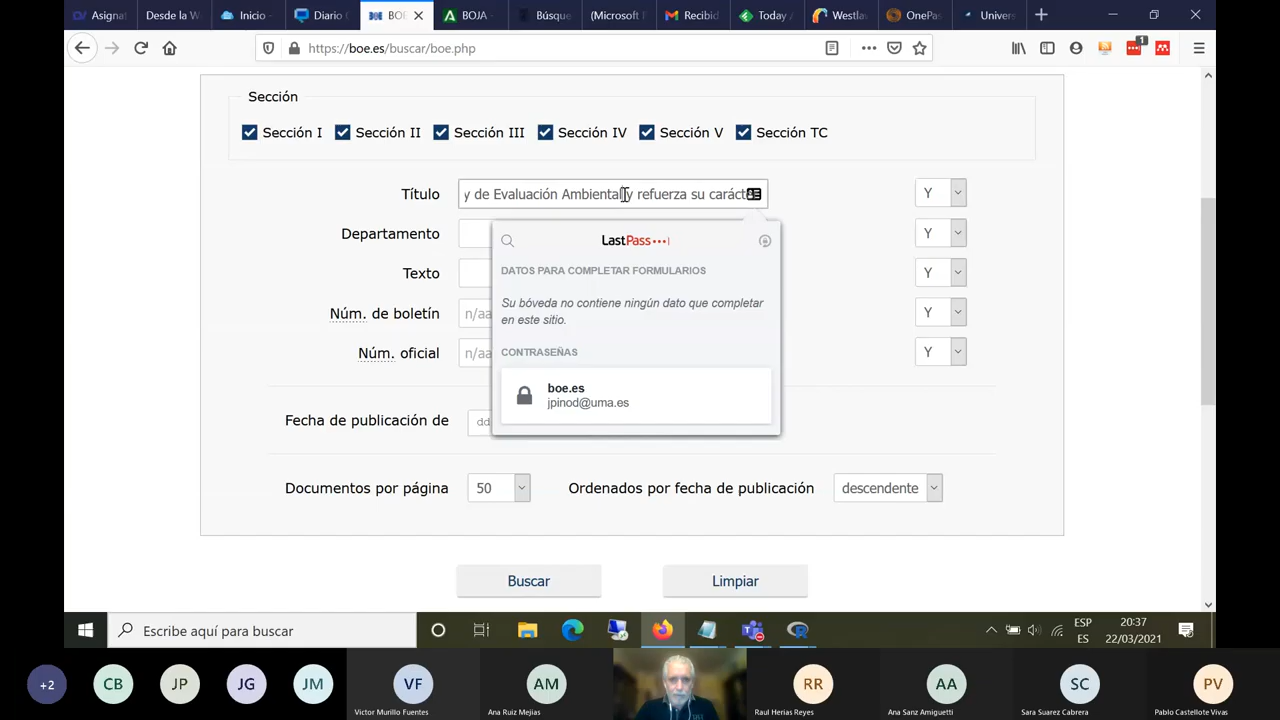 Asignat
Desde la W
Inicio -
Diario O
BOE
BOJA -
Búsque
(Microsoft
Recibid
Today /
Westlaw
OnePas
Univers
https://boe.es/buscar/boe.php
1
Sección
Sección I
Sección II
Sección III
Sección IV
Sección V
Sección TC
Título
y de Evaluación Ambiental y refuerza su carácte
Y
Departamento
Y
Texto
Y
Núm. de boletín
n/aa
Y
Núm. oficial
n/aa
Y
LastPass
DATOS PARA COMPLETAR FORMULARIOS
Su bóveda no contiene ningún dato que completar
en este sitio.
CONTRASEÑAS
boe.es
jpinod@uma.es
Fecha de publicación de
dd
Documentos por página
50
Ordenados por fecha de publicación
descendente
Buscar
Limpiar
Escribe aquí para buscar
ESP
ES
20:37
22/03/2021
+2
CB
JP
JG
JM
VF
Victor Murillo Fuentes
AM
Ana Ruiz Mejias
RR
Raul Herias Reyes
AA
Ana Sanz Amiguetti
SC
Sara Suarez Cabrera
PV
Pablo Castellote Vivas